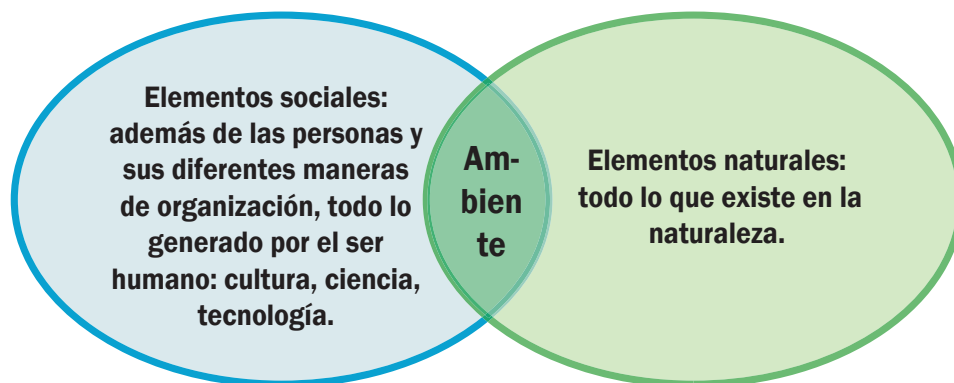 Elementos sociales:
además de las personas y
sus diferentes maneras
de organización, todo lo
generado por el ser
humano: cultura, ciencia,
tecnología.
Am-
bien
te
Elementos naturales:
todo lo que existe en la
naturaleza.